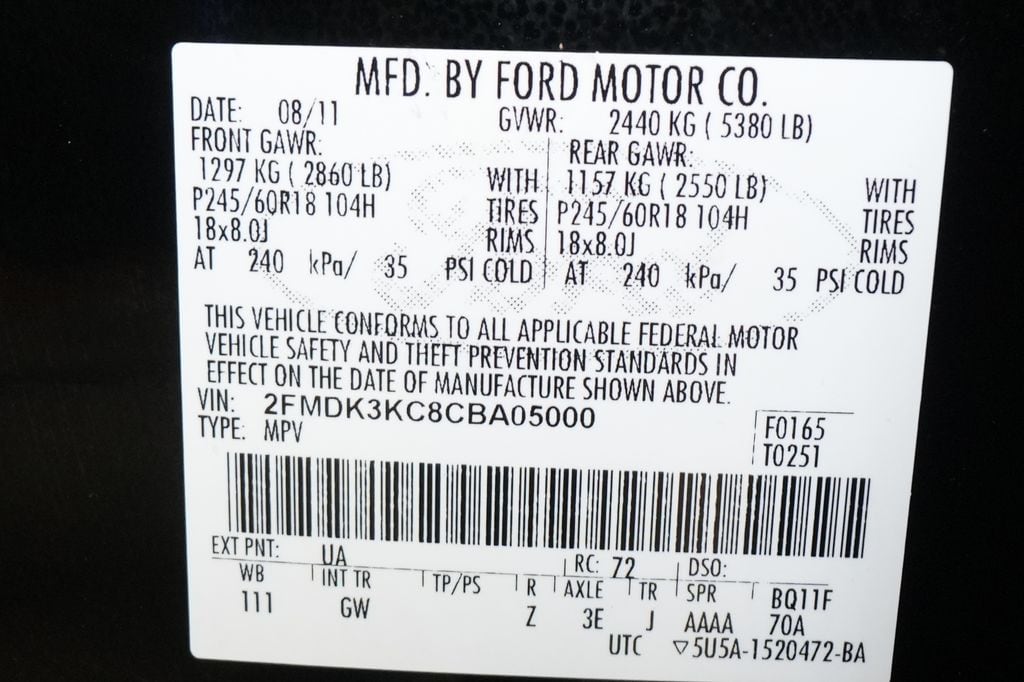 MFD. BY FORD MOTOR CO.
DATE: 08/11 GVWR: 2440 KG ( 5380 LB)
FRONT GAWR: REAR GAWR:
1297 KG ( 2860 LB) WITH 1157 KG ( 2550 LB) WITH
P245/60R18 104H TIRES P245/60R18 104H TIRES
18x8.0J RIMS 18x8.0J RIMS
AT 240 kPa/ 35 PSI COLD AT 240 kPa/ 35 PSI COLD
THIS VEHICLE CONFORMS TO ALL APPLICABLE FEDERAL MOTOR
VEHICLE SAFETY AND THEFT PREVENTION STANDARDS IN
EFFECT ON THE DATE OF MANUFACTURE SHOWN ABOVE.
VIN: 2FMDK3KC8CBA05000
TYPE: MPV
F0165
T0251
EXT PNT: UA RC: 72 DSO:
WB INT TR TP/PS R AXLE TR SPR BQ11F
111 GW Z 3E J AAAA 70A
UTC ▽5U5A-1520472-BA